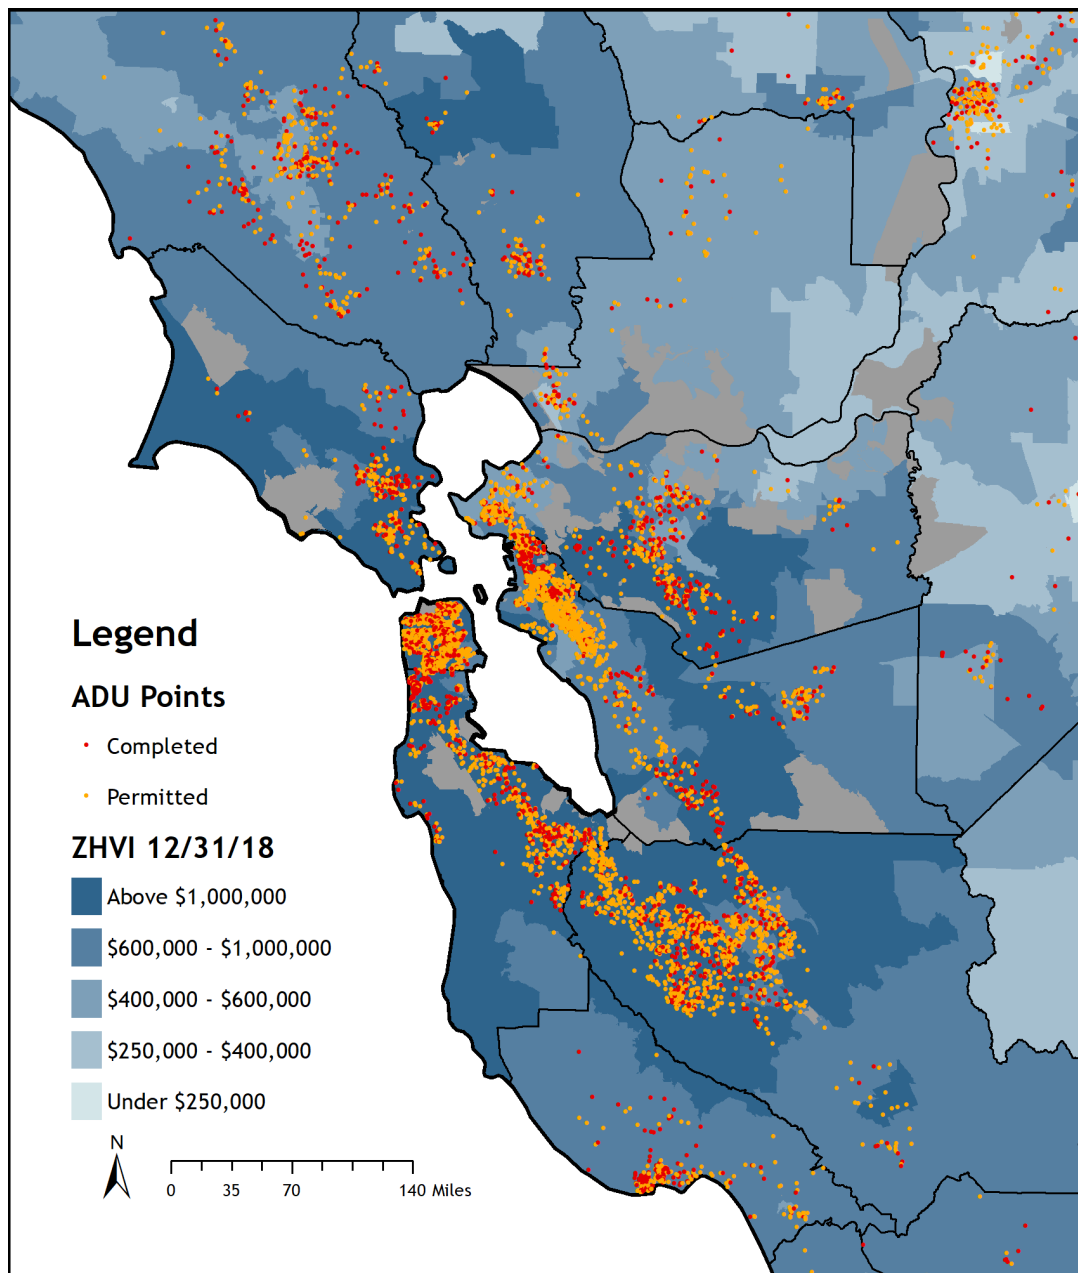 Legend
ADU Points
Completed
Permitted
ZHVI 12/31/18
Above $1,000,000
$600,000 - $1,000,000
$400,000 - $600,000
$250,000 - $400,000
Under $250,000
N
0 35 70 140 Miles